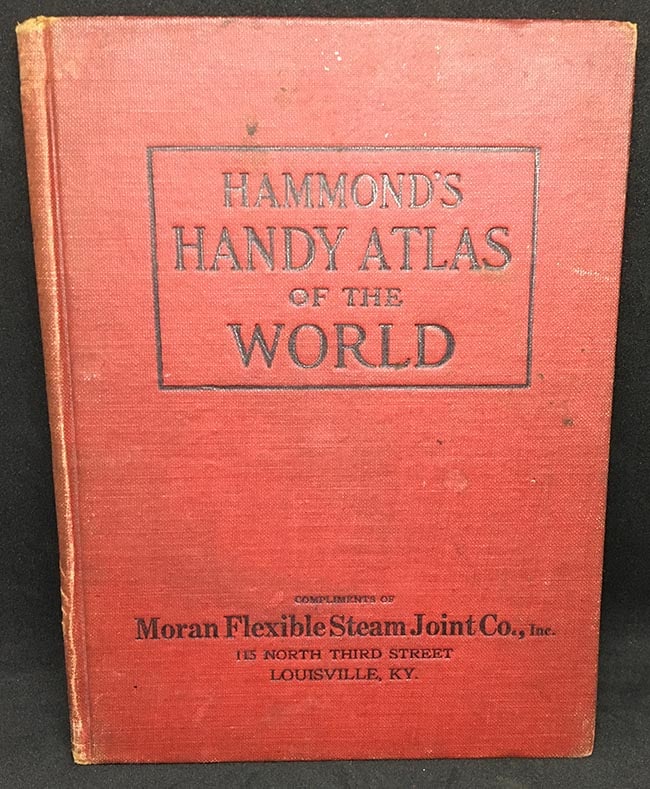 HAMMOND'S
HANDY ATLAS
OF THE
WORLD
COMPLIMENTS OF
Moran Flexible Steam Joint Co., Inc.
115 NORTH THIRD STREET
LOUISVILLE, KY.